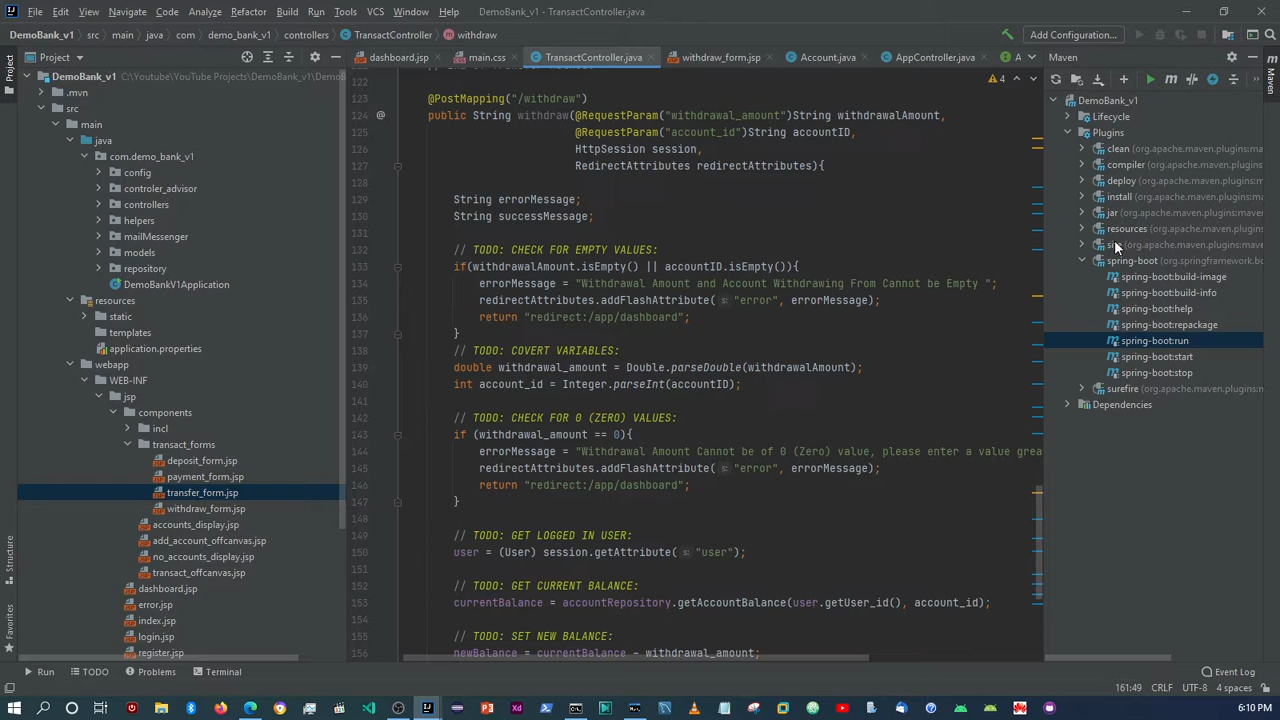 File Edit View Navigate Code Analyze Refactor Build Run Tools VCS Window Help DemoBank_v1 - TransactController.java
DemoBank_v1 src main java com demo_bank_v1 controllers TransactController withdraw Add Configuration...
Project
dashboard.jsp main.css TransactController.java withdraw_form.jsp Account.java AppController.java A
Maven
DemoBank_v1 C:\Youtube\YouTube Projects\DemoBank_v1\Demo
.mvn
src
main
java
com.demo_bank_v1
config
controler_advisor
controllers
helpers
mailMessenger
models
repository
DemoBankV1Application
resources
static
templates
application.properties
webapp
WEB-INF
jsp
components
incl
transact_forms
deposit_form.jsp
payment_form.jsp
transfer_form.jsp
withdraw_form.jsp
accounts_display.jsp
add_account_offcanvas.jsp
no_accounts_display.jsp
transact_offcanvas.jsp
dashboard.jsp
error.jsp
index.jsp
login.jsp
register.jsp
Project
Structure
Favorites
4
122
123 @PostMapping("/withdraw")
124 @ public String withdraw(@RequestParam("withdrawal_amount")String withdrawalAmount,
125 @RequestParam("account_id")String accountID,
126 HttpSession session,
127 RedirectAttributes redirectAttributes){
128
129 String errorMessage;
130 String successMessage;
131
132 // TODO: CHECK FOR EMPTY VALUES:
133 if(withdrawalAmount.isEmpty() || accountID.isEmpty()){
134 errorMessage = "Withdrawal Amount and Account Withdrawing From Cannot be Empty ";
135 redirectAttributes.addFlashAttribute( s: "error", errorMessage);
136 return "redirect:/app/dashboard";
137 }
138 // TODO: COVERT VARIABLES:
139 double withdrawal_amount = Double.parseDouble(withdrawalAmount);
140 int account_id = Integer.parseInt(accountID);
141
142 // TODO: CHECK FOR 0 (ZERO) VALUES:
143 if (withdrawal_amount == 0){
144 errorMessage = "Withdrawal Amount Cannot be of 0 (Zero) value, please enter a value grea
145 redirectAttributes.addFlashAttribute( s: "error", errorMessage);
146 return "redirect:/app/dashboard";
147 }
148
149 // TODO: GET LOGGED IN USER:
150 user = (User) session.getAttribute( s: "user");
151
152 // TODO: GET CURRENT BALANCE:
153 currentBalance = accountRepository.getAccountBalance(user.getUser_id(), account_id);
154
155 // TODO: SET NEW BALANCE:
156 newBalance = currentBalance - withdrawal_amount;
DemoBank_v1
Lifecycle
Plugins
clean (org.apache.maven.plugins:ma
compiler (org.apache.maven.plugins:
deploy (org.apache.maven.plugins:m
install (org.apache.maven.plugins:ma
jar (org.apache.maven.plugins:maver
resources (org.apache.maven.plugins
(org.apache.maven.plugins:mave
spring-boot (org.springframework.bo
spring-boot:build-image
spring-boot:build-info
spring-boot:help
spring-boot:repackage
spring-boot:run
spring-boot:start
spring-boot:stop
surefire (org.apache.maven.plugins:m
Dependencies
Maven
Run TODO Problems Terminal Event Log
161:49 CRLF UTF-8 4 spaces
6:10 PM